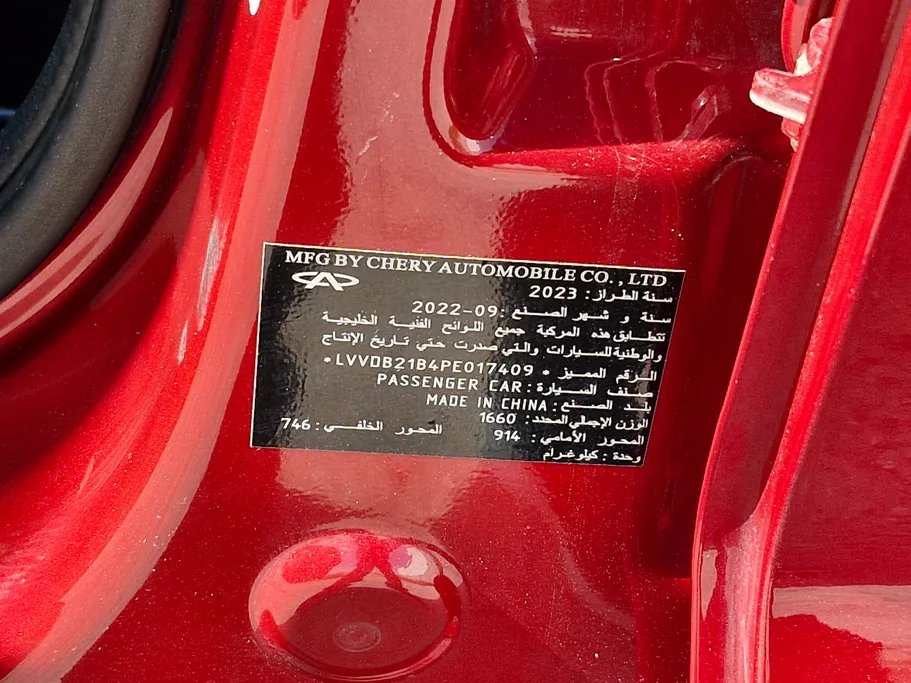 MFG BY CHERY AUTOMOBILE CO. , LTD
سنة الطراز: 2023
سنة و شهر الصنع: 2022-09
تتطابق هذه المركبة جميع اللوائح الفنية الخليجية
والوطنية للسيارات والتي صدرت حتي تاريخ الإنتاج
الرقم المميز * LVVDB21B4PE017409*
صنف السيارة: PASSENGER CAR
بلد الصنع: MADE IN CHINA
الوزن الإجمالي المحدد: 1660
المحور الأمامي: 914 المحور الخلفي: 746
وحدة: كيلوغرام